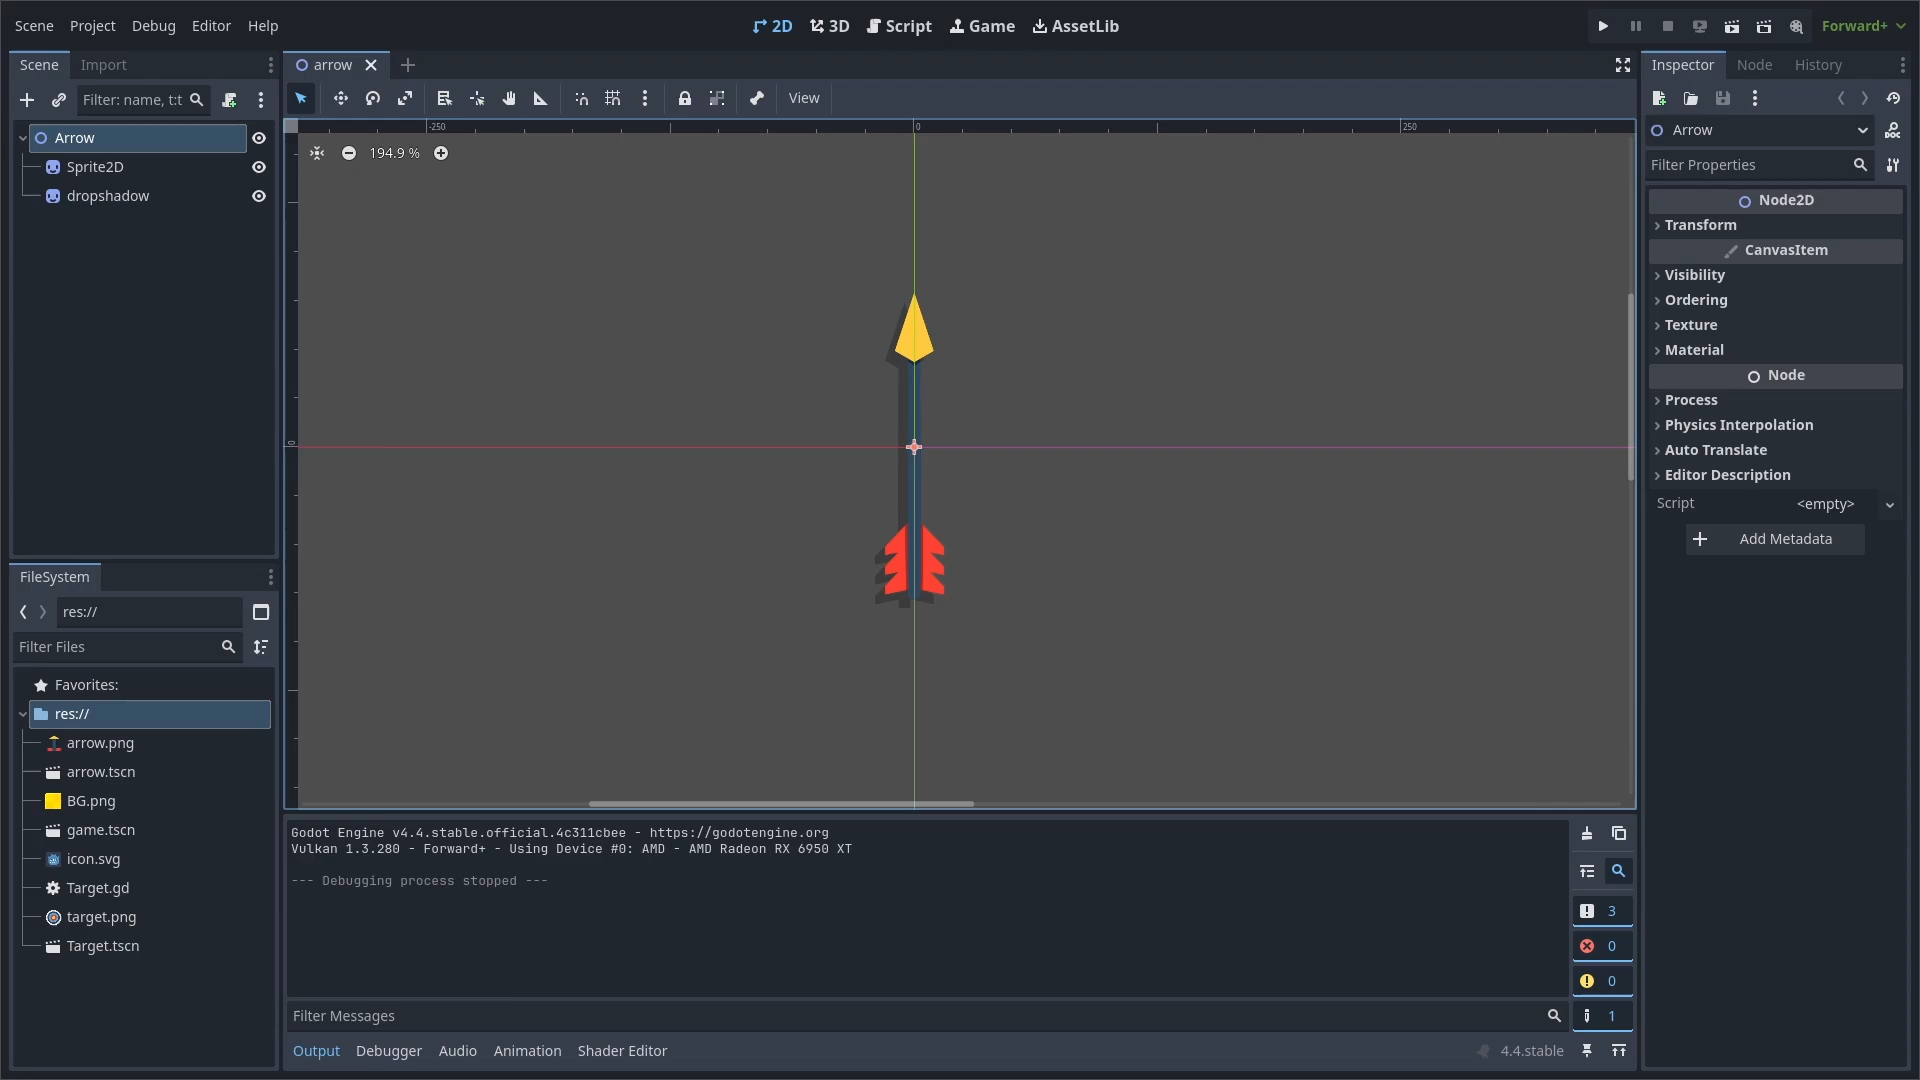 Scene Project Debug Editor Help
2D 3D Script Game AssetLib
Forward+
Scene Import
Filter: name, t:t
Arrow
Sprite2D
dropshadow
FileSystem
res://
Filter Files
Favorites:
res://
arrow.png
arrow.tscn
BG.png
game.tscn
icon.svg
Target.gd
target.png
Target.tscn
arrow
View
-250 0 250
0
194.9 %
Godot Engine v4.4.stable.official.4c311cbee - https://godotengine.org
Vulkan 1.3.280 - Forward+ - Using Device #0: AMD - AMD Radeon RX 6950 XT
--- Debugging process stopped ---
3
0
0
1
Filter Messages
Output Debugger Audio Animation Shader Editor
4.4.stable
Inspector Node History
Arrow
Filter Properties
Node2D
Transform
CanvasItem
Visibility
Ordering
Texture
Material
Node
Process
Physics Interpolation
Auto Translate
Editor Description
Script <empty>
Add Metadata